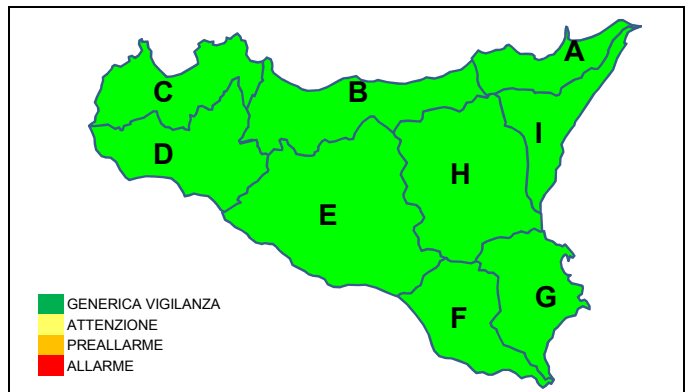 A
B
C
I
D
H
E
G
F
GENERICA VIGILANZA
ATTENZIONE
PREALLARME
ALLARME